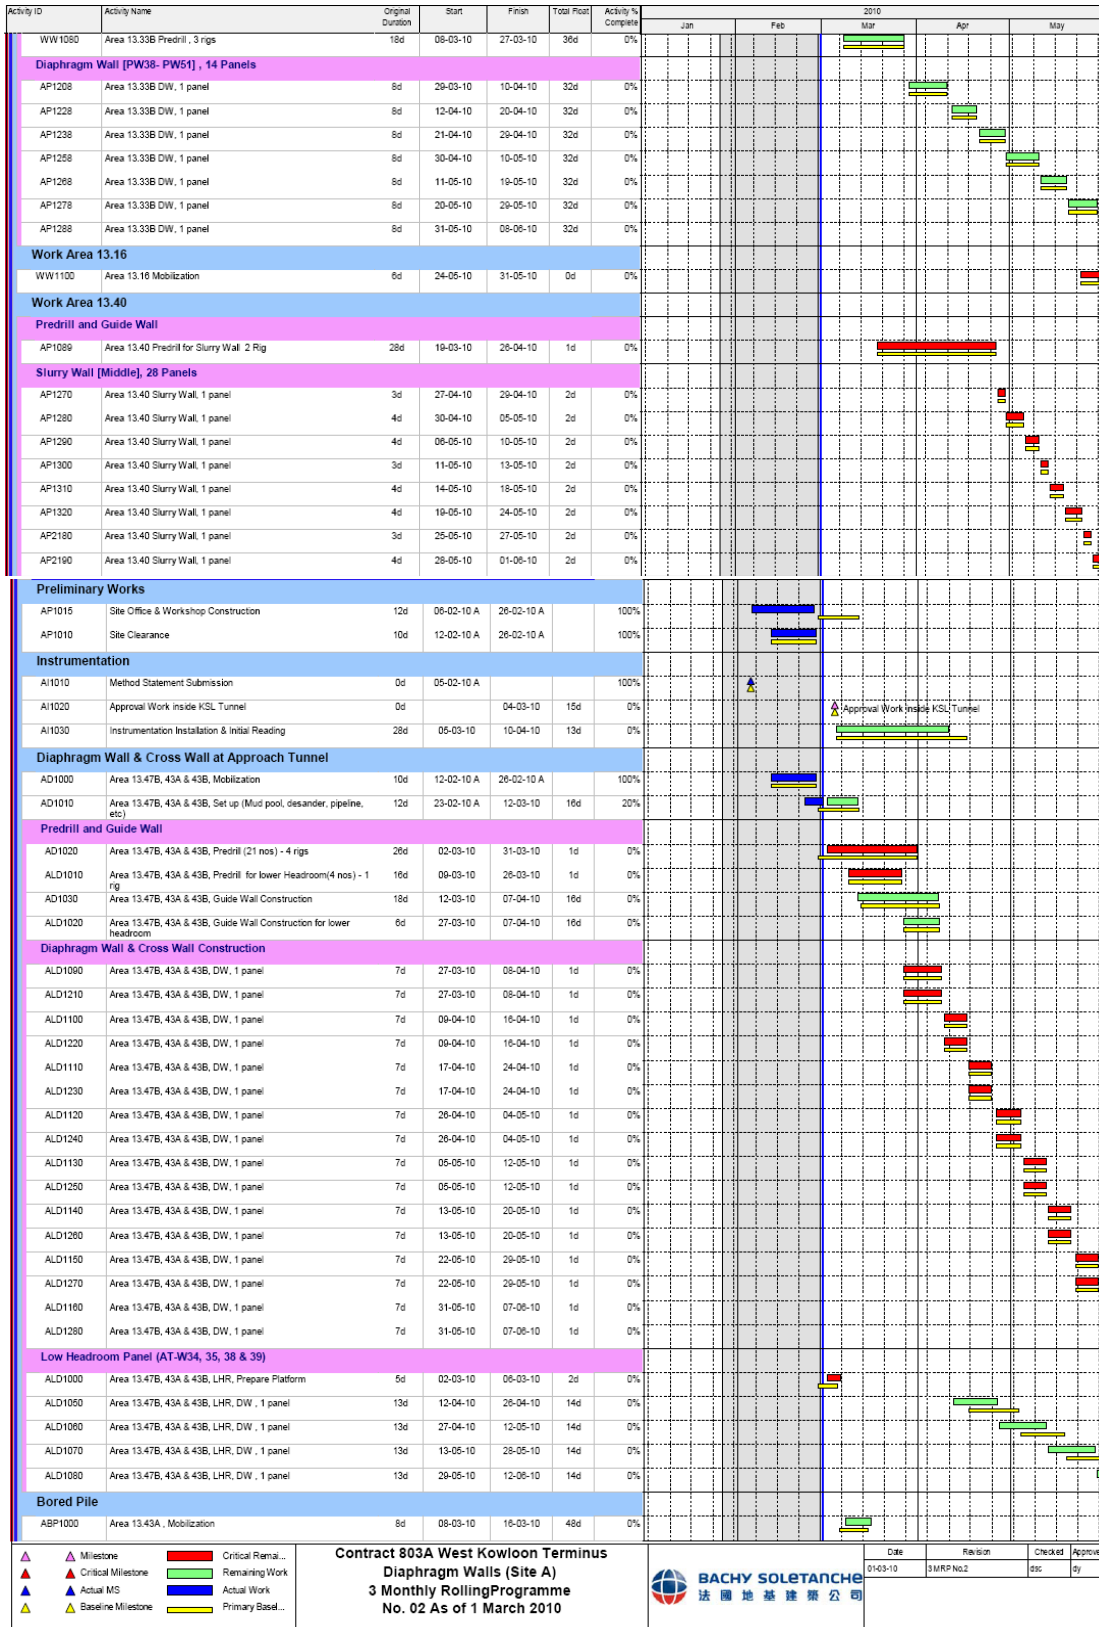 Activity ID Activity Name Original Duration Start Finish Total Float Activity % Complete 2010
Jan Feb Mar Apr May
WW1080 Area 13.33B Predrill , 3 rigs 18d 08-03-10 27-03-10 36d 0%
Diaphragm Wall [PW38- PW51] , 14 Panels
AP1208 Area 13.33B DW, 1 panel 8d 29-03-10 10-04-10 32d 0%
AP1228 Area 13.33B DW, 1 panel 8d 12-04-10 20-04-10 32d 0%
AP1238 Area 13.33B DW, 1 panel 8d 21-04-10 29-04-10 32d 0%
AP1258 Area 13.33B DW, 1 panel 8d 30-04-10 10-05-10 32d 0%
AP1268 Area 13.33B DW, 1 panel 8d 11-05-10 19-05-10 32d 0%
AP1278 Area 13.33B DW, 1 panel 8d 20-05-10 29-05-10 32d 0%
AP1288 Area 13.33B DW, 1 panel 8d 31-05-10 08-06-10 32d 0%
Work Area 13.16
WW1100 Area 13.16 Mobilization 6d 24-05-10 31-05-10 0d 0%
Work Area 13.40
Predrill and Guide Wall
AP1089 Area 13.40 Predrill for Slurry Wall 2 Rig 28d 19-03-10 26-04-10 1d 0%
Slurry Wall [Middle], 28 Panels
AP1270 Area 13.40 Slurry Wall, 1 panel 3d 27-04-10 29-04-10 2d 0%
AP1280 Area 13.40 Slurry Wall, 1 panel 4d 30-04-10 05-05-10 2d 0%
AP1290 Area 13.40 Slurry Wall, 1 panel 4d 06-05-10 10-05-10 2d 0%
AP1300 Area 13.40 Slurry Wall, 1 panel 3d 11-05-10 13-05-10 2d 0%
AP1310 Area 13.40 Slurry Wall, 1 panel 4d 14-05-10 18-05-10 2d 0%
AP1320 Area 13.40 Slurry Wall, 1 panel 4d 19-05-10 24-05-10 2d 0%
AP2180 Area 13.40 Slurry Wall, 1 panel 3d 25-05-10 27-05-10 2d 0%
AP2190 Area 13.40 Slurry Wall, 1 panel 4d 28-05-10 01-06-10 2d 0%
Preliminary Works
AP1015 Site Office & Workshop Construction 12d 06-02-10 A 26-02-10 A 100%
AP1010 Site Clearance 10d 12-02-10 A 26-02-10 A 100%
Instrumentation
AI1010 Method Statement Submission 0d 05-02-10 A 100%
AI1020 Approval Work inside KSL Tunnel 0d 04-03-10 15d 0% Approval Work inside KSL Tunnel
AI1030 Instrumentation Installation & Initial Reading 28d 05-03-10 10-04-10 13d 0%
Diaphragm Wall & Cross Wall at Approach Tunnel
AD1000 Area 13.47B, 43A & 43B, Mobilization 10d 12-02-10 A 26-02-10 A 100%
AD1010 Area 13.47B, 43A & 43B, Set up (Mud pool, desander, pipeline, 12d 23-02-10 A 12-03-10 16d 20%
etc)
Predrill and Guide Wall
AD1020 Area 13.47B, 43A & 43B, Predrill (21 nos) - 4 rigs 26d 02-03-10 31-03-10 1d 0%
ALD1010 Area 13.47B, 43A & 43B, Predrill for lower Headroom(4 nos) - 1 16d 09-03-10 26-03-10 1d 0%
rig
AD1030 Area 13.47B, 43A & 43B, Guide Wall Construction 18d 12-03-10 07-04-10 16d 0%
ALD1020 Area 13.47B, 43A & 43B, Guide Wall Construction for lower 6d 27-03-10 07-04-10 16d 0%
headroom
Diaphragm Wall & Cross Wall Construction
ALD1090 Area 13.47B, 43A & 43B, DW, 1 panel 7d 27-03-10 08-04-10 1d 0%
ALD1210 Area 13.47B, 43A & 43B, DW, 1 panel 7d 27-03-10 08-04-10 1d 0%
ALD1100 Area 13.47B, 43A & 43B, DW, 1 panel 7d 09-04-10 16-04-10 1d 0%
ALD1220 Area 13.47B, 43A & 43B, DW, 1 panel 7d 09-04-10 16-04-10 1d 0%
ALD1110 Area 13.47B, 43A & 43B, DW, 1 panel 7d 17-04-10 24-04-10 1d 0%
ALD1230 Area 13.47B, 43A & 43B, DW, 1 panel 7d 17-04-10 24-04-10 1d 0%
ALD1120 Area 13.47B, 43A & 43B, DW, 1 panel 7d 26-04-10 04-05-10 1d 0%
ALD1240 Area 13.47B, 43A & 43B, DW, 1 panel 7d 26-04-10 04-05-10 1d 0%
ALD1130 Area 13.47B, 43A & 43B, DW, 1 panel 7d 05-05-10 12-05-10 1d 0%
ALD1250 Area 13.47B, 43A & 43B, DW, 1 panel 7d 05-05-10 12-05-10 1d 0%
ALD1140 Area 13.47B, 43A & 43B, DW, 1 panel 7d 13-05-10 20-05-10 1d 0%
ALD1260 Area 13.47B, 43A & 43B, DW, 1 panel 7d 13-05-10 20-05-10 1d 0%
ALD1150 Area 13.47B, 43A & 43B, DW, 1 panel 7d 22-05-10 29-05-10 1d 0%
ALD1270 Area 13.47B, 43A & 43B, DW, 1 panel 7d 22-05-10 29-05-10 1d 0%
ALD1160 Area 13.47B, 43A & 43B, DW, 1 panel 7d 31-05-10 07-06-10 1d 0%
ALD1280 Area 13.47B, 43A & 43B, DW, 1 panel 7d 31-05-10 07-06-10 1d 0%
Low Headroom Panel (AT-W34, 35, 38 & 39)
ALD1000 Area 13.47B, 43A & 43B, LHR, Prepare Platform 5d 02-03-10 06-03-10 2d 0%
ALD1050 Area 13.47B, 43A & 43B, LHR, DW , 1 panel 13d 12-04-10 26-04-10 14d 0%
ALD1060 Area 13.47B, 43A & 43B, LHR, DW , 1 panel 13d 27-04-10 12-05-10 14d 0%
ALD1070 Area 13.47B, 43A & 43B, LHR, DW , 1 panel 13d 13-05-10 28-05-10 14d 0%
ALD1080 Area 13.47B, 43A & 43B, LHR, DW , 1 panel 13d 29-05-10 12-06-10 14d 0%
Bored Pile
ABP1000 Area 13.43A , Mobilization 8d 08-03-10 16-03-10 48d 0%
Milestone Critical Remai...
Critical Milestone Remaining Work
Actual MS Actual Work
Baseline Milestone Primary Basel...
Contract 803A West Kowloon Terminus
Diaphragm Walls (Site A)
3 Monthly RollingProgramme
No. 02 As of 1 March 2010
BACHY SOLETANCHE
法國地基建築公司
Date Revision Checked Approve
01-03-10 3MRP No.2 dsc dy